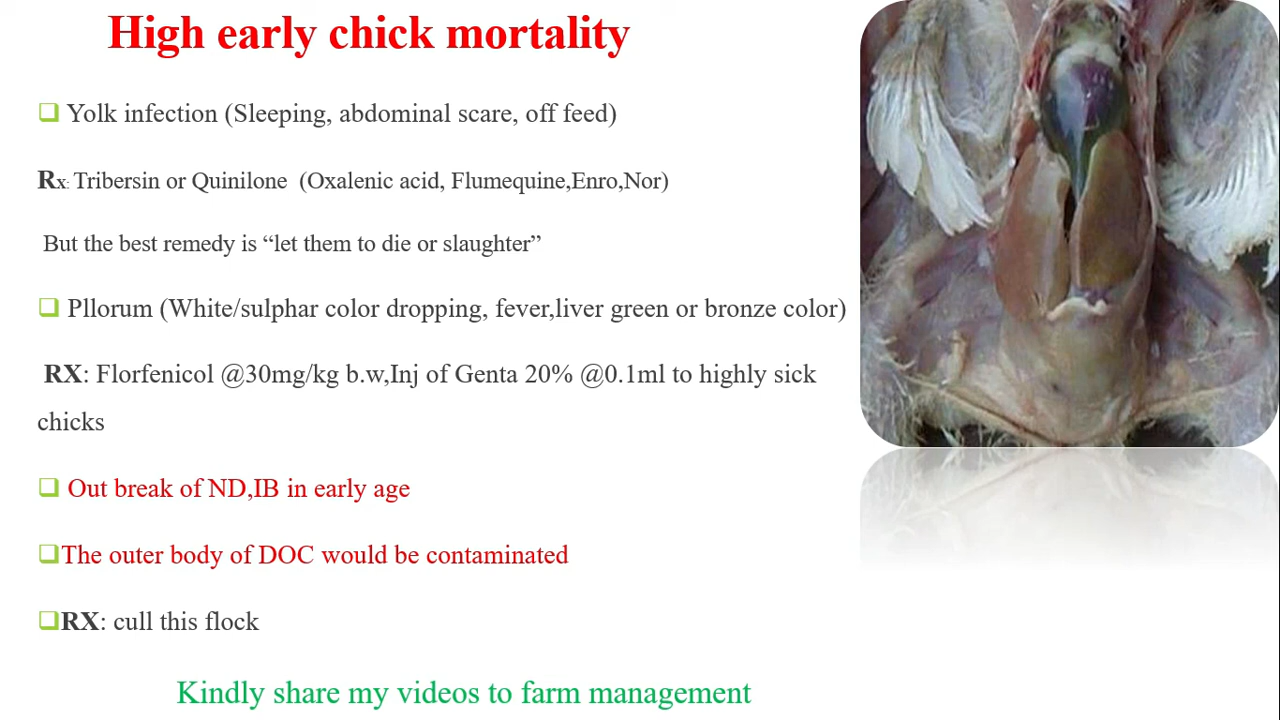 High early chick mortality
Yolk infection (Sleeping, abdominal scare, off feed)
Rx: Tribersin or Quinilone (Oxalenic acid, Flumequine,Enro,Nor)
But the best remedy is “let them to die or slaughter”
Pllorum (White/sulphar color dropping, fever,liver green or bronze color)
RX: Florfenicol @30mg/kg b.w,Inj of Genta 20% @0.1ml to highly sick
chicks
Out break of ND,IB in early age
The outer body of DOC would be contaminated
RX: cull this flock
Kindly share my videos to farm management